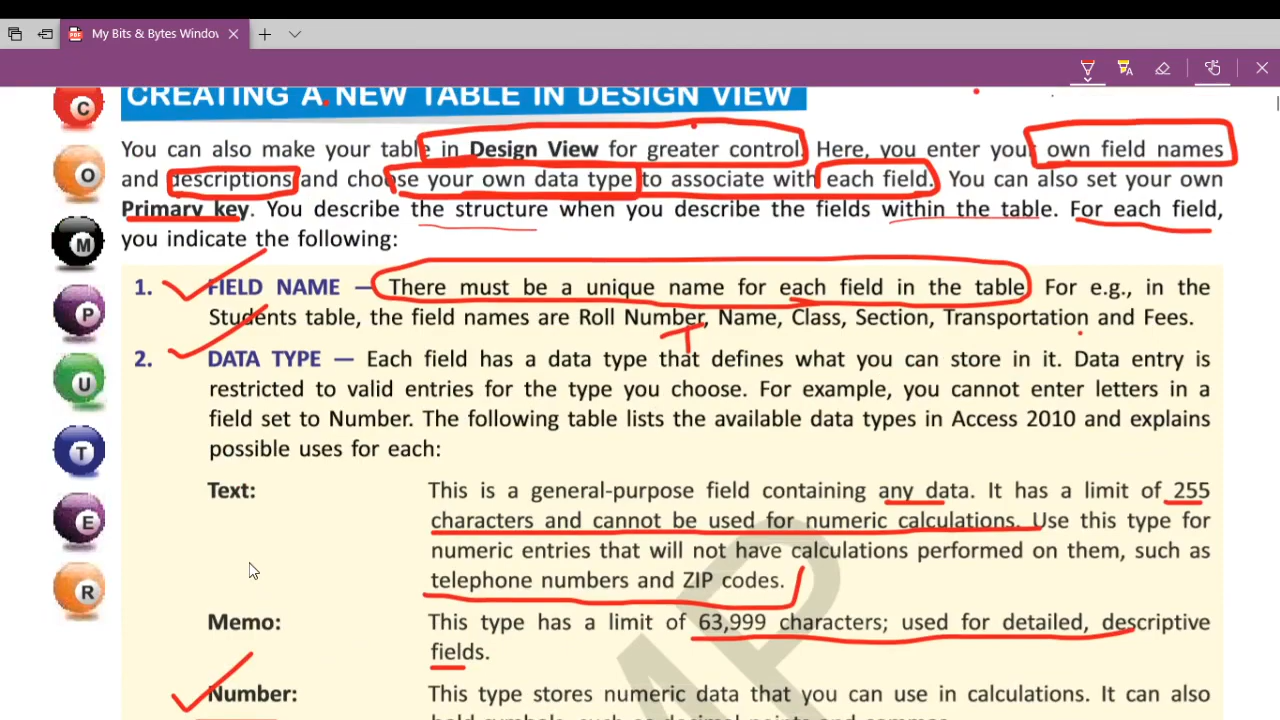 My Bits & Bytes Window
CREATING A NEW TABLE IN DESIGN VIEW
You can also make your table in Design View for greater control. Here, you enter your own field names
and descriptions and choose your own data type to associate with each field. You can also set your own
Primary key. You describe the structure when you describe the fields within the table. For each field,
you indicate the following:
1. FIELD NAME — There must be a unique name for each field in the table. For e.g., in the
Students table, the field names are Roll Number, Name, Class, Section, Transportation and Fees.
T
2. DATA TYPE — Each field has a data type that defines what you can store in it. Data entry is
restricted to valid entries for the type you choose. For example, you cannot enter letters in a
field set to Number. The following table lists the available data types in Access 2010 and explains
possible uses for each:
Text: This is a general-purpose field containing any data. It has a limit of 255
characters and cannot be used for numeric calculations. Use this type for
numeric entries that will not have calculations performed on them, such as
telephone numbers and ZIP codes.
Memo: This type has a limit of 63,999 characters; used for detailed, descriptive
fields.
Number: This type stores numeric data that you can use in calculations. It can also
hold symbols, such as decimal points and commas.
C
O
M
P
U
T
E
R